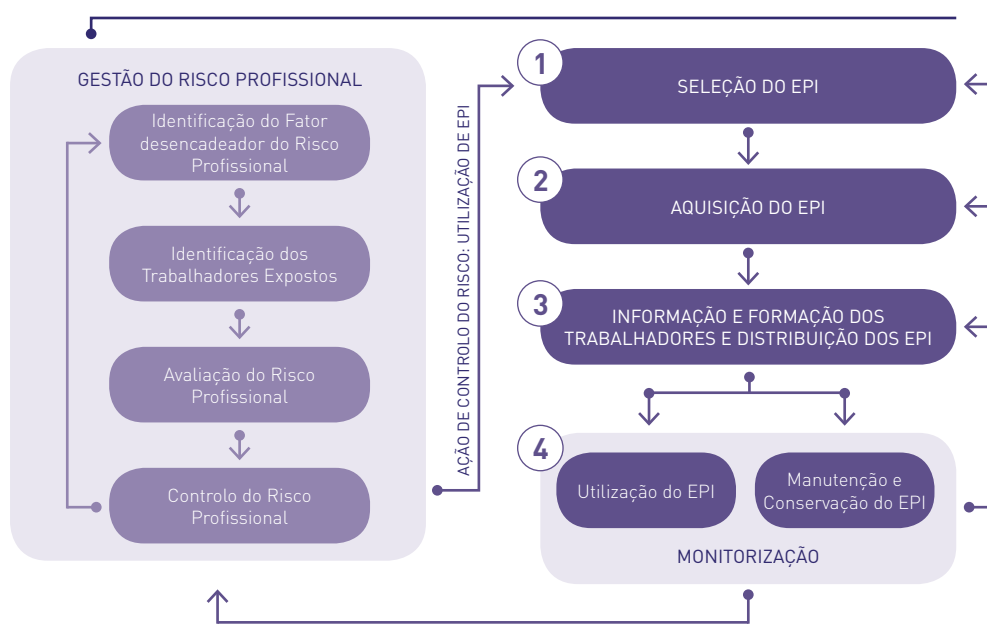 GESTÃO DO RISCO PROFISSIONAL
Identificação do Fator
desencadeador do Risco
Profissional
Identificação dos
Trabalhadores Expostos
Avaliação do Risco
Profissional
Controlo do Risco
Profissional
AÇÃO DE CONTROLO DO RISCO: UTILIZAÇÃO DE EPI
1
SELEÇÃO DO EPI
2
AQUISIÇÃO DO EPI
3
INFORMAÇÃO E FORMAÇÃO DOS
TRABALHADORES E DISTRIBUIÇÃO DOS EPI
4
Utilização do EPI
Manutenção e
Conservação do EPI
MONITORIZAÇÃO